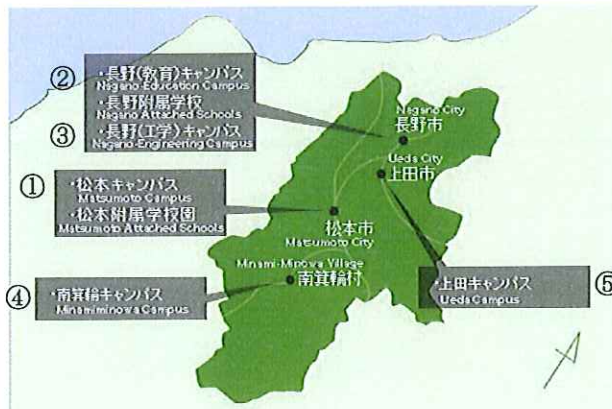 ②
・長野(教育)キャンパス
Nagano-Education Campus
・長野附属学校
Nagano Attached Schools
③
・長野(工学)キャンパス
Nagano-Engineering Campus
Nagano City
長野市
Ueda City
上田市
①
・松本キャンパス
Matsumoto Campus
・松本附属学校園
Matsumoto Attached Schools
松本市
Matsumoto City
Minami-Minowa Village
南箕輪村
④
・南箕輪キャンパス
Minamiminowa Campus
・上田キャンパス
Ueda Campus
⑤